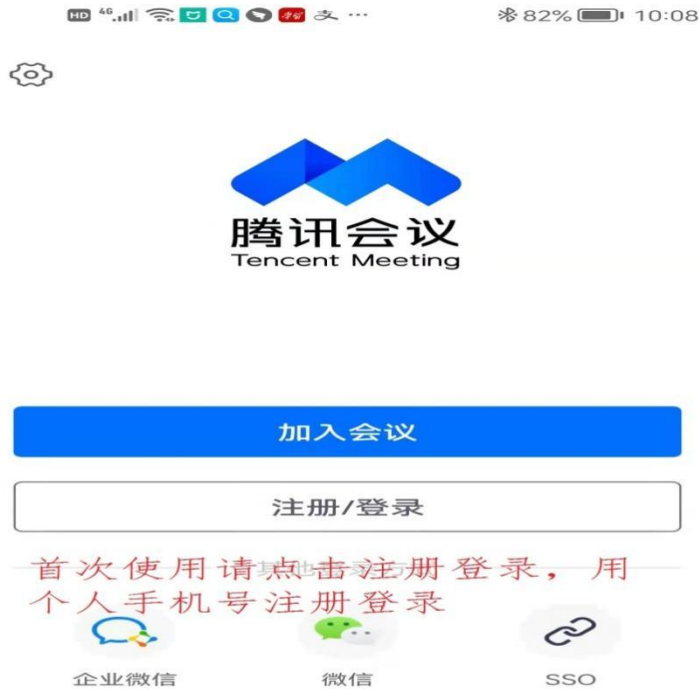 HD 4G 82% 10:08
腾讯会议
Tencent Meeting
加入会议
注册/登录
首次使用请点击注册登录，用
个人手机号注册登录
企业微信 微信 SSO